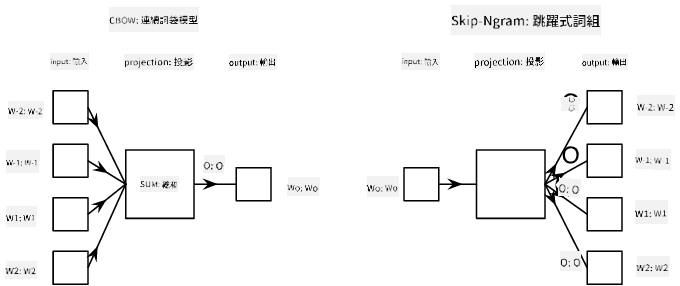 CBOW: 連續詞袋模型
input: 輸入
projection: 投影
output: 輸出
W-2: W-2
W-1: W-1
W1: W1
W2: W2
SUM: 總和
O: O
Wo: Wo
Skip-Ngram: 跳躍式詞組
input: 輸入
projection: 投影
output: 輸出
Wo: Wo
W-2: W-2
O
W-1: W-1
O: O
W1: W1
O: O
W2: W2